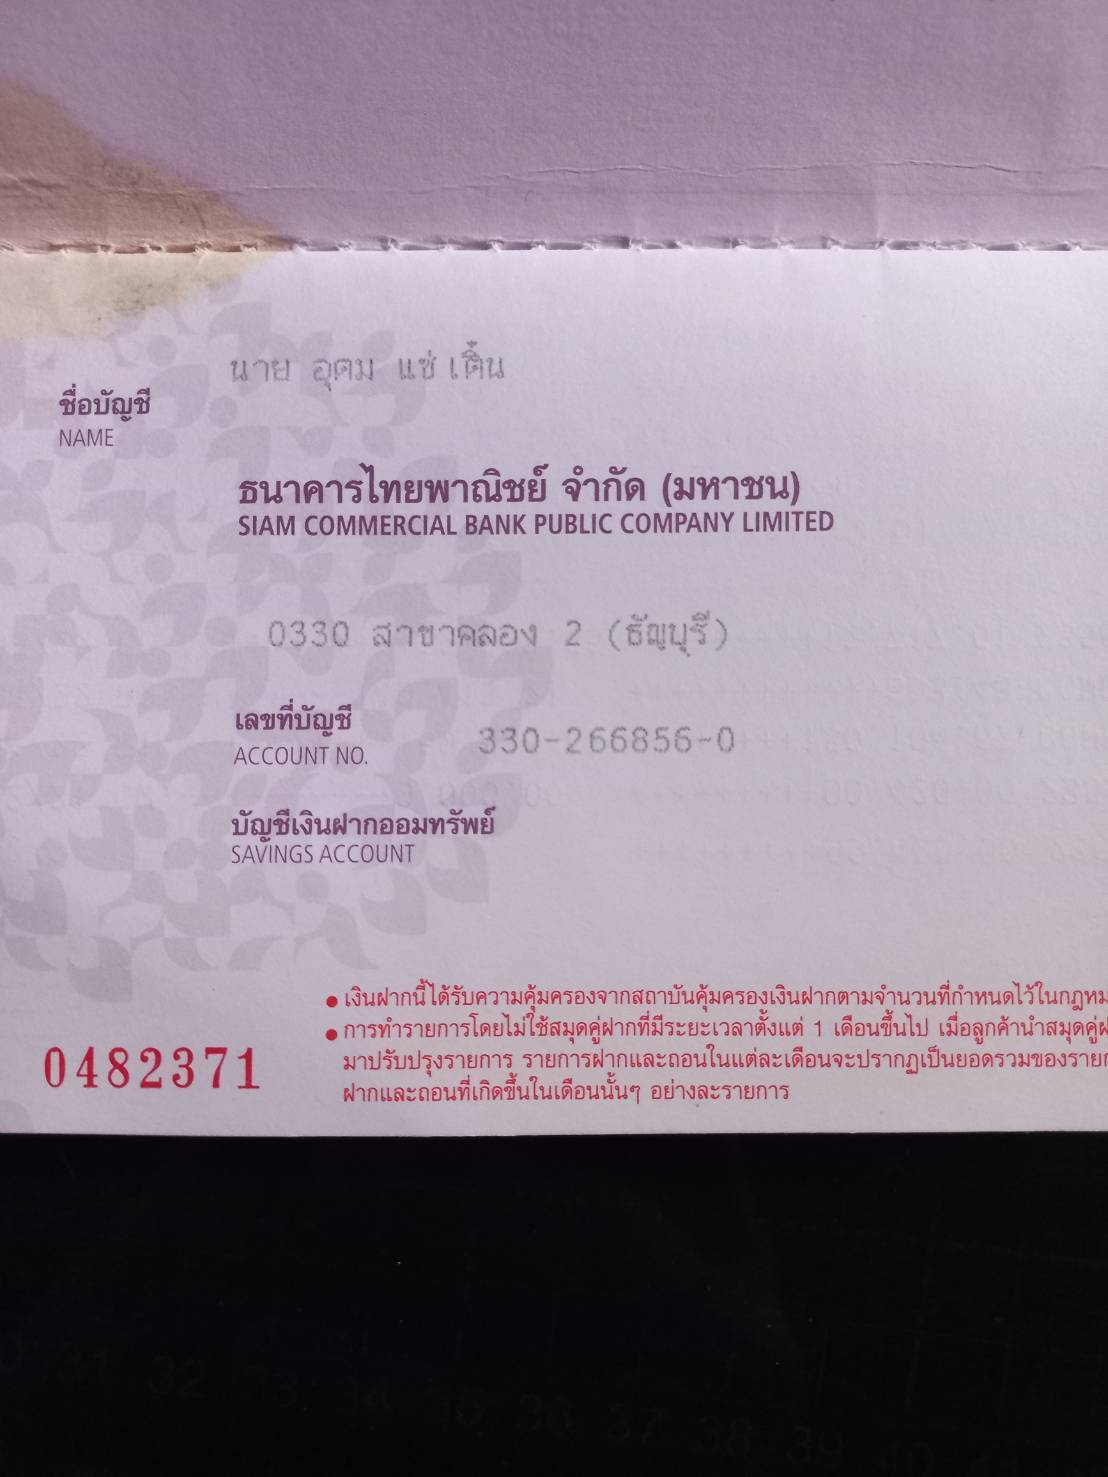 นาย อุดม แซ่เติ๋น
ชื่อบัญชี
NAME
ธนาคารไทยพาณิชย์ จำกัด (มหาชน)
SIAM COMMERCIAL BANK PUBLIC COMPANY LIMITED
0330 สาขาคลอง 2 (ธัญบุรี)
เลขที่บัญชี 330-266856-0
ACCOUNT NO.
บัญชีเงินฝากออมทรัพย์
SAVINGS ACCOUNT
● เงินฝากนี้ได้รับความคุ้มครองจากสถาบันคุ้มครองเงินฝากตามจำนวนที่กำหนดไว้ในกฎหม
● การทำรายการโดยไม่ใช้สมุดคู่ฝากที่มีระยะเวลาตั้งแต่ 1 เดือนขึ้นไป เมื่อลูกค้านำสมุดคู่ฝ
มาปรับปรุงรายการ รายการฝากและถอนในแต่ละเดือนจะปรากฏเป็นยอดรวมของรายก
ฝากและถอนที่เกิดขึ้นในเดือนนั้นๆ อย่างละรายการ
0482371